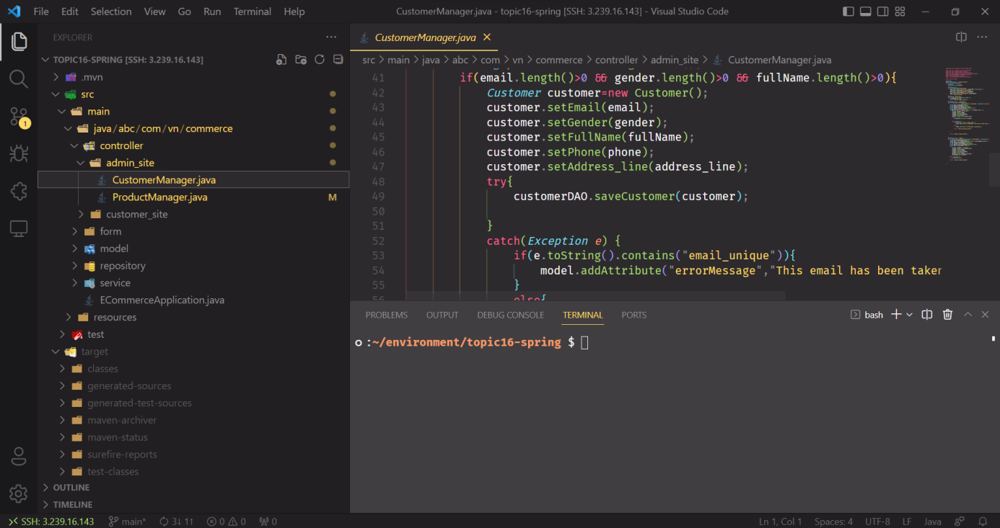 File Edit Selection View Go Run Terminal Help
CustomerManager.java - topic16-spring [SSH: 3.239.16.143] - Visual Studio Code
EXPLORER
TOPIC16-SPRING [SSH: 3.239.16.143]
.mvn
src
main
java/abc/com/vn/commerce
controller
admin_site
CustomerManager.java
ProductManager.java M
customer_site
form
model
repository
service
ECommerceApplication.java
resources
test
target
classes
generated-sources
generated-test-sources
maven-archiver
maven-status
surefire-reports
test-classes
OUTLINE
TIMELINE
1
CustomerManager.java
src > main > java > abc > com > vn > commerce > controller > admin_site > CustomerManager.java
41 if(email.length()>0 && gender.length()>0 && fullName.length()>0){
42 Customer customer=new Customer();
43 customer.setEmail(email);
44 customer.setGender(gender);
45 customer.setFullName(fullName);
46 customer.setPhone(phone);
47 customer.setAddress_line(address_line);
48 try{
49 customerDAO.saveCustomer(customer);
50
51 }
52 catch(Exception e) {
53 if(e.toString().contains("email_unique")){
54 model.addAttribute("errorMessage","This email has been taken
55 }
56 else{
PROBLEMS OUTPUT DEBUG CONSOLE TERMINAL PORTS
bash
:~/environment/topic16-spring $
SSH: 3.239.16.143 main* 3↓ 1↑ 0 0 0
Ln 1, Col 1 Spaces: 4 UTF-8 LF Java